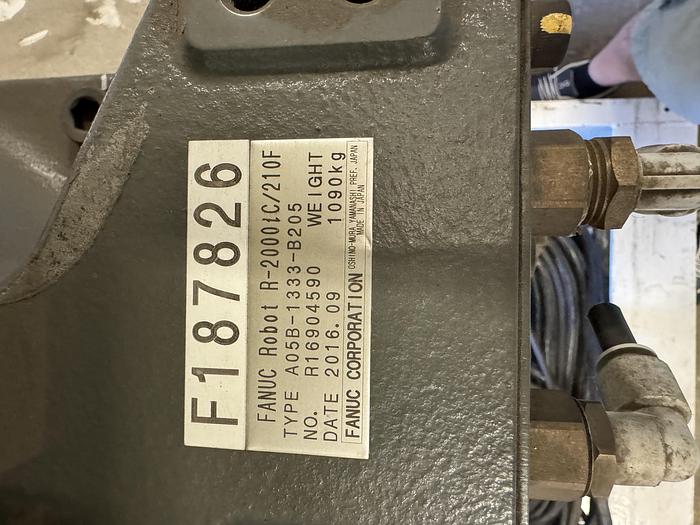 F187826
FANUC Robot R-2000iC/210F
TYPE A05B-1333-B205
NO. R16904590 WEIGHT
DATE 2016.09 1090kg
FANUC CORPORATION OSHINO-MURA, YAMANASHI PREF. JAPAN
MADE IN JAPAN